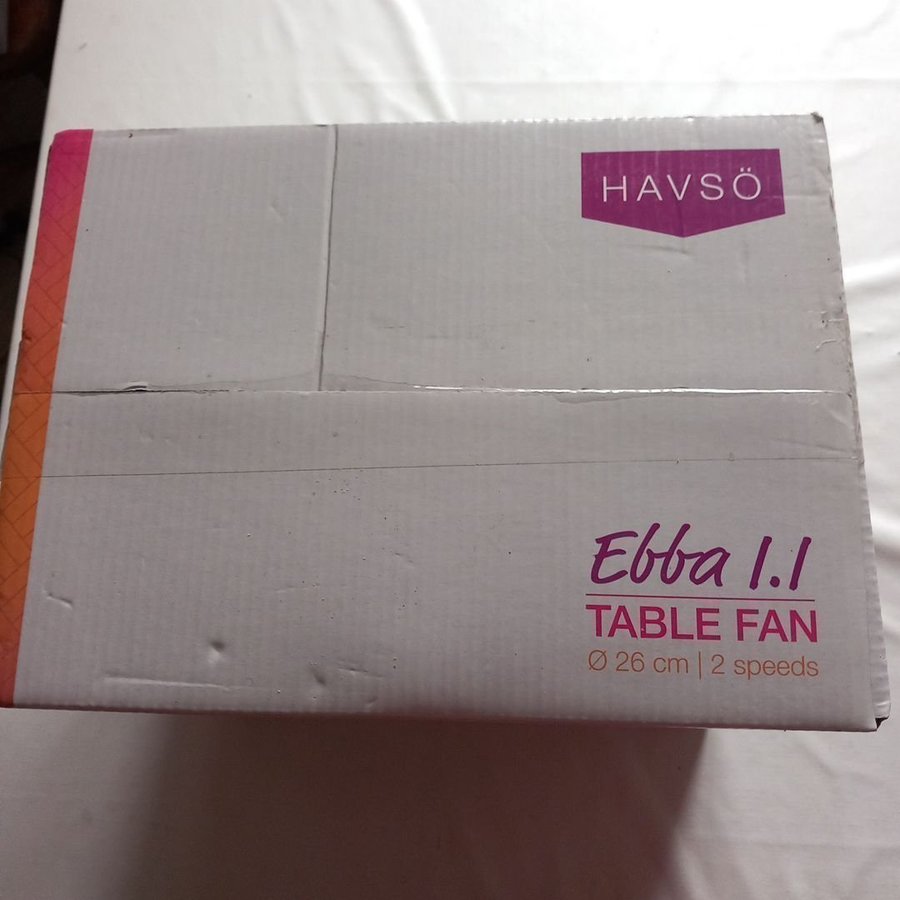 HAVSÖ
Ebba 1.1
TABLE FAN
Ø 26 cm | 2 speeds